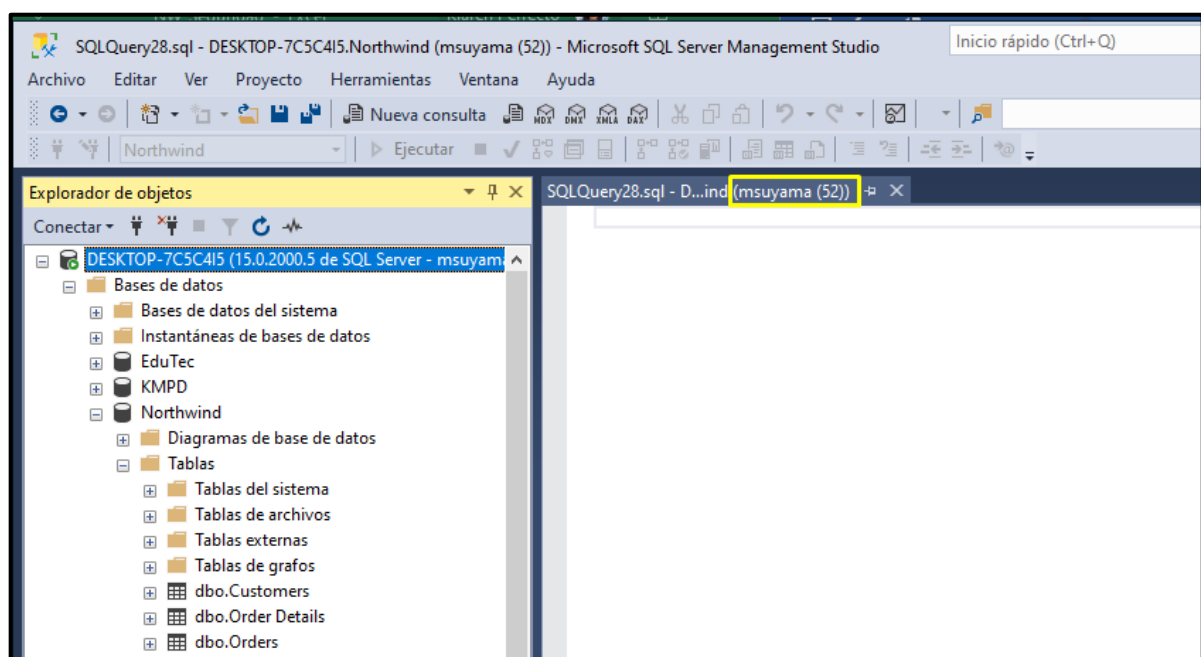 SQLQuery28.sql - DESKTOP-7C5C4I5.Northwind (msuyama (52)) - Microsoft SQL Server Management Studio
Inicio rápido (Ctrl+Q)
Archivo Editar Ver Proyecto Herramientas Ventana Ayuda
Nueva consulta MDX DMX XMLA DAX
Northwind Ejecutar
Explorador de objetos
SQLQuery28.sql - D...ind (msuyama (52))
Conectar
DESKTOP-7C5C4I5 (15.0.2000.5 de SQL Server - msuyam
Bases de datos
Bases de datos del sistema
Instantáneas de bases de datos
EduTec
KMPD
Northwind
Diagramas de base de datos
Tablas
Tablas del sistema
Tablas de archivos
Tablas externas
Tablas de grafos
dbo.Customers
dbo.Order Details
dbo.Orders